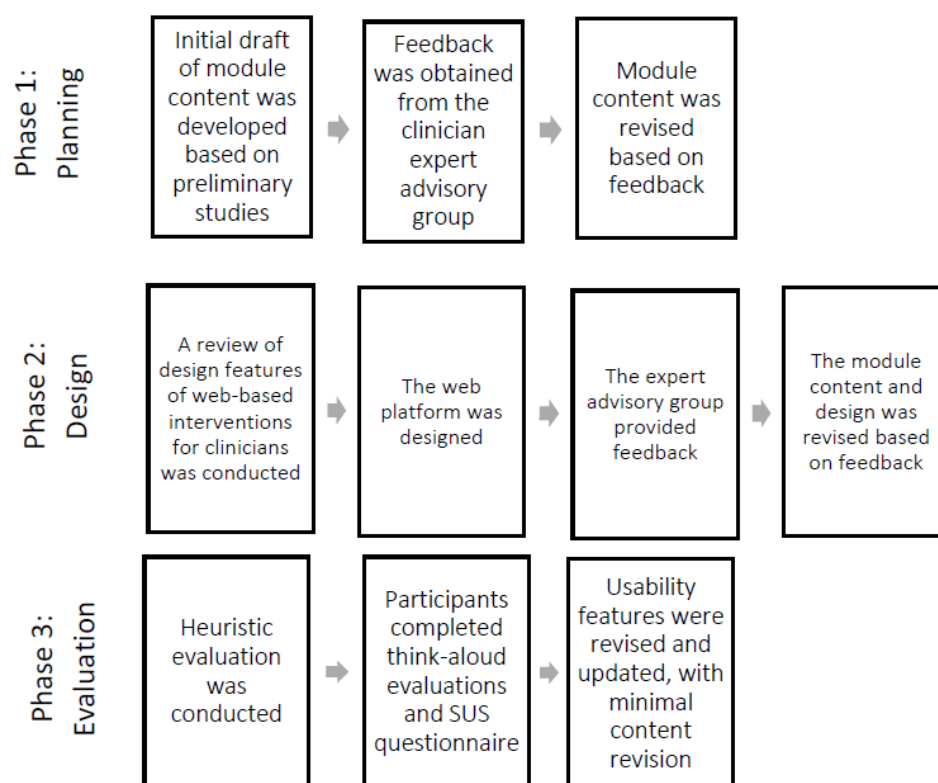 Phase 1:
Planning
Initial draft
of module
content was
developed
based on
preliminary
studies
Feedback
was obtained
from the
clinician
expert
advisory
group
Module
content was
revised
based on
feedback
Phase 2:
Design
A review of
design features
of web-based
interventions
for clinicians
was conducted
The web
platform was
designed
The expert
advisory group
provided
feedback
The module
content and
design was
revised based
on feedback
Phase 3:
Evaluation
Heuristic
evaluation
was
conducted
Participants
completed
think-aloud
evaluations
and SUS
questionnaire
Usability
features were
revised and
updated, with
minimal
content
revision